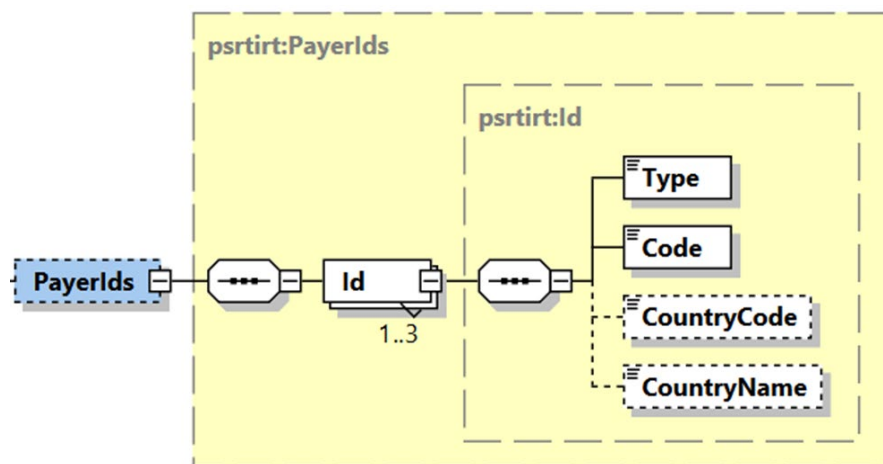 psrtirt:PayerIds
psrtirt:Id
Type
Code
PayerIds
Id
CountryCode
1..3
CountryName